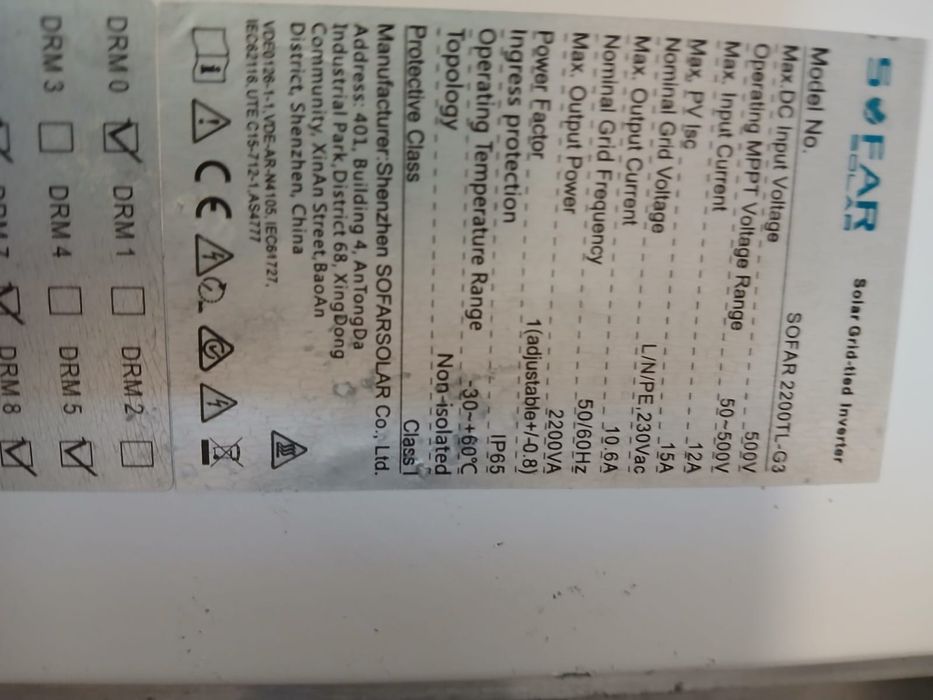 SOFAR
SOLAR
Solar Grid-tied Inverter
Model No. SOFAR 2200TL-G3
Max.DC Input Voltage 500V
Operating MPPT Voltage Range 50~500V
Max. Input Current 12A
Max. PV Isc 15A
Nominal Grid Voltage L/N/PE,230Vac
Max. Output Current 10.6A
Nominal Grid Frequency 50/60Hz
Max. Output Power 2200VA
Power Factor 1(adjustable+/-0.8)
Ingress protection IP65
Operating Temperature Range -30~+60℃
Topology Non-isolated
Protective Class Class1
Manufacturer:Shenzhen SOFARSOLAR Co., Ltd.
Address: 401, Building 4, AnTongDa
Industrial Park,District 68, XingDong
Community, XinAn Street,BaoAn
District, Shenzhen, China
VDE0126-1-1,VDE-AR-N4105, IEC61727,
IEC62116, UTE C15-712-1,AS4777
CE
DRM 0 DRM 1 DRM 2
DRM 3 DRM 4 DRM 5
DRM 7 DRM 8